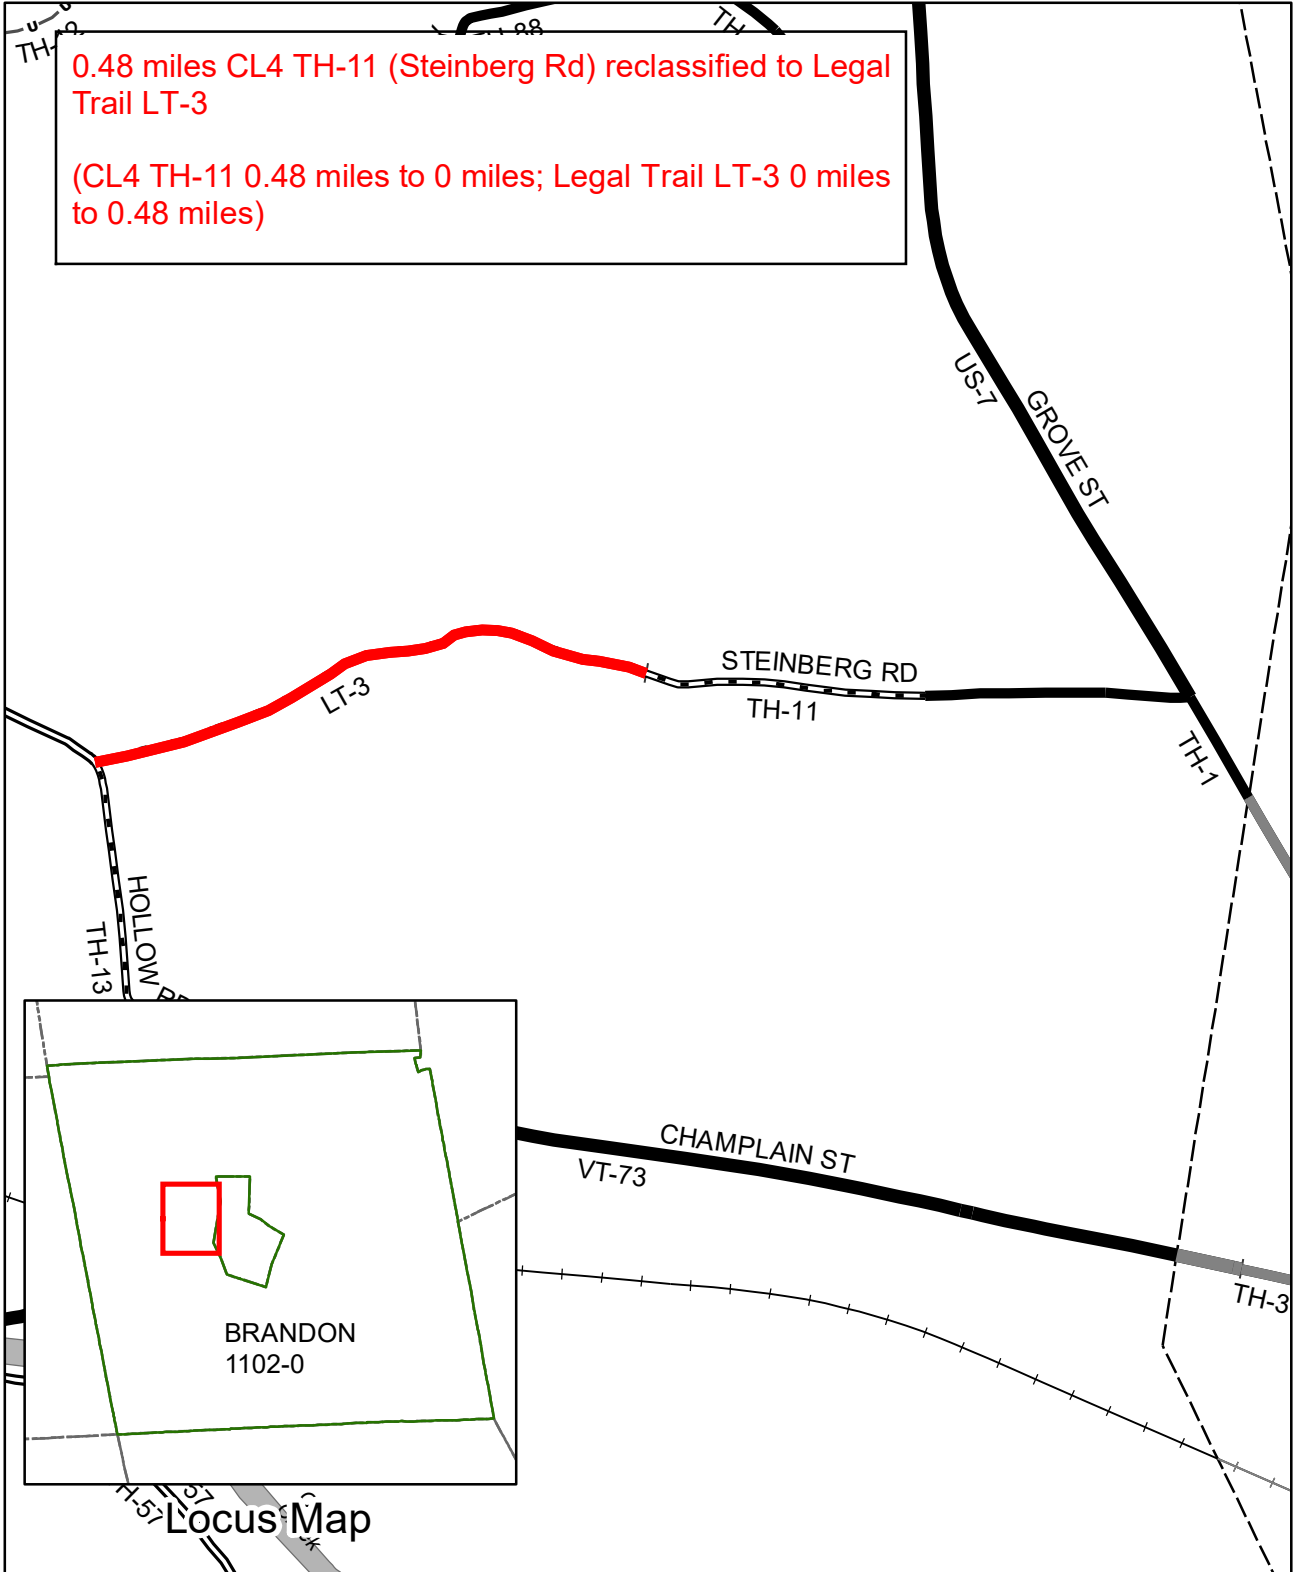 0.48 miles CL4 TH-11 (Steinberg Rd) reclassified to Legal
Trail LT-3
(CL4 TH-11 0.48 miles to 0 miles; Legal Trail LT-3 0 miles
to 0.48 miles)
US-7
GROVE ST
STEINBERG RD
LT-3
TH-11
TH-1
HOLLOW
TH-13
CHAMPLAIN ST
VT-73
TH-3
BRANDON
1102-0
Locus Map